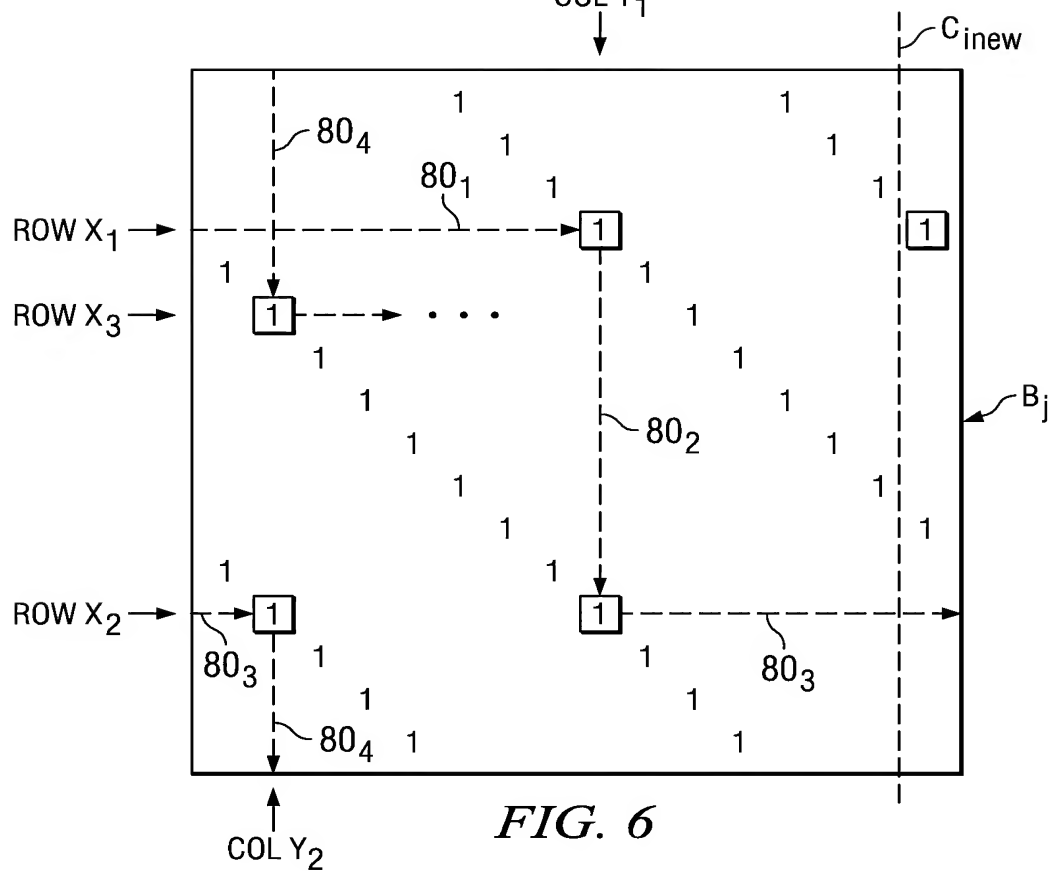 COL Y1
Cinew
1 1
804 1 1
801 1 1 1
ROW X1 1 1
1 1
ROW X3 1 . . . 1
1 1
1 1 Bj
1 802 1
1 1
1 1
1 1
ROW X2 1 1
803 1 1 803
1 1
804 1 1
COL Y2
FIG. 6